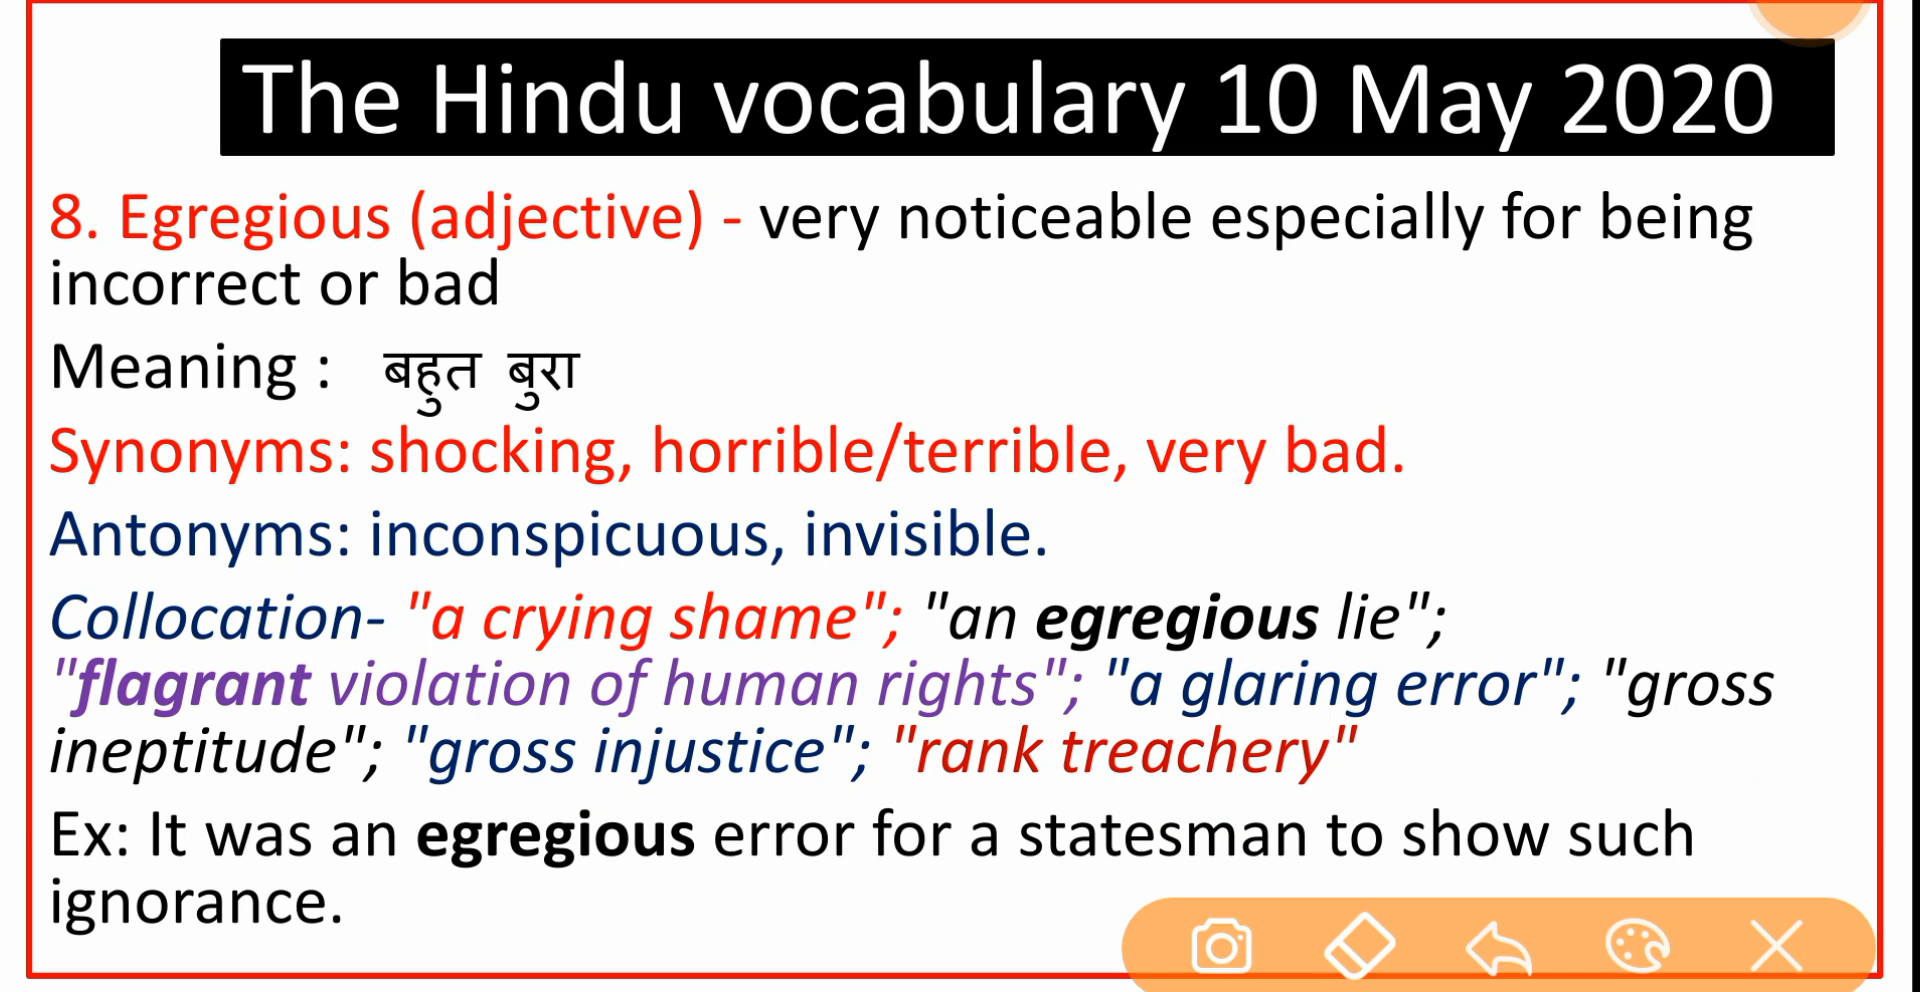 The Hindu vocabulary 10 May 2020
8. Egregious (adjective) - very noticeable especially for being
incorrect or bad
Meaning : बहुत बुरा
Synonyms: shocking, horrible/terrible, very bad.
Antonyms: inconspicuous, invisible.
Collocation- "a crying shame"; "an egregious lie";
"flagrant violation of human rights"; "a glaring error"; "gross
ineptitude"; "gross injustice"; "rank treachery"
Ex: It was an egregious error for a statesman to show such
ignorance.